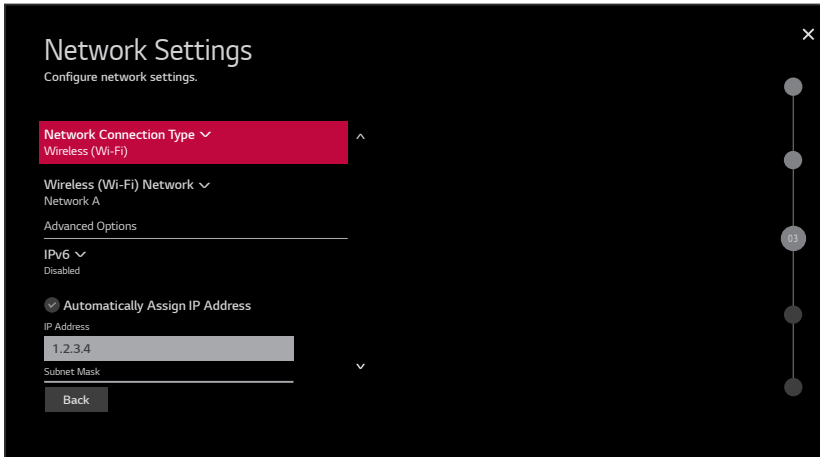 Network Settings
Configure network settings.
Network Connection Type
Wireless (Wi-Fi)
Wireless (Wi-Fi) Network
Network A
Advanced Options
IPv6
Disabled
Automatically Assign IP Address
IP Address
1.2.3.4
Subnet Mask
Back
03